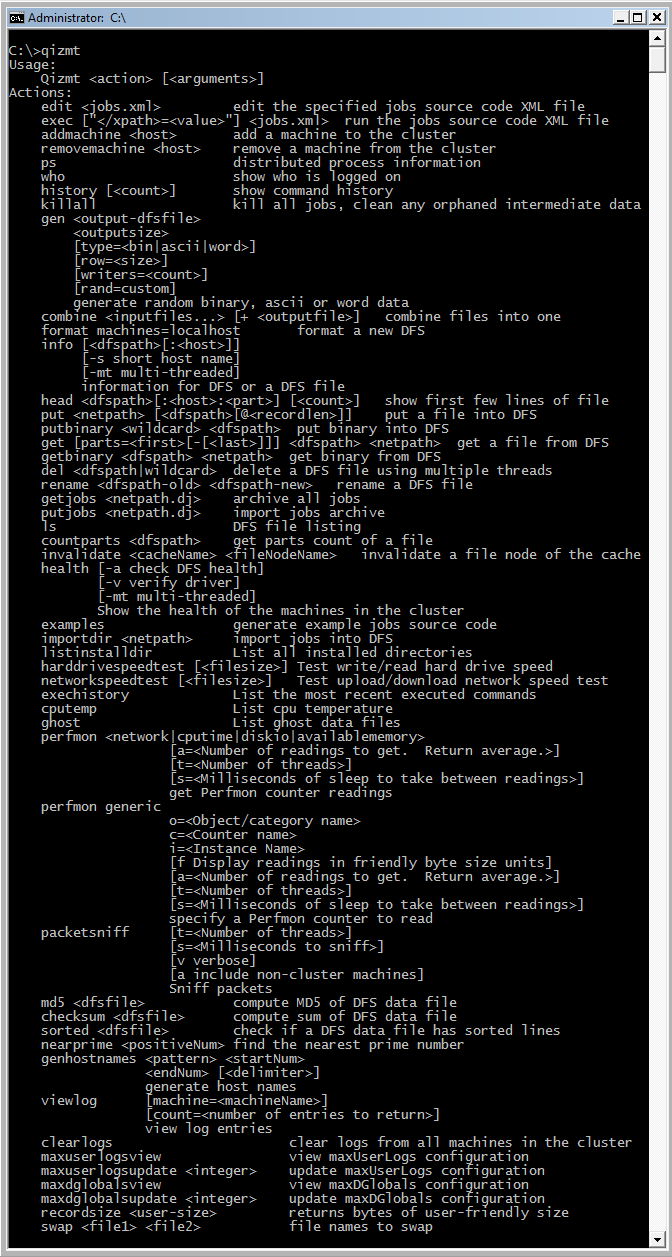 Administrator: C:\
C:\>qizmt
Usage:
    Qizmt <action> [<arguments>]
Actions:
    edit <jobs.xml>         edit the specified jobs source code XML file
    exec ["</xpath>=<value>"] <jobs.xml>  run the jobs source code XML file
    addmachine <host>       add a machine to the cluster
    removemachine <host>    remove a machine from the cluster
    ps                      distributed process information
    who                     show who is logged on
    history [<count>]       show command history
    killall                 kill all jobs, clean any orphaned intermediate data
    gen <output-dfsfile>
        <outputsize>
        [type=<bin|ascii|word>]
        [row=<size>]
        [writers=<count>]
        [rand=custom]
        generate random binary, ascii or word data
    combine <inputfiles...> [+ <outputfile>]   combine files into one
    format machines=localhost       format a new DFS
    info [<dfspath>[:<host>]]
         [-s short host name]
         [-mt multi-threaded]
         information for DFS or a DFS file
    head <dfspath>[:<host>:<part>] [<count>]   show first few lines of file
    put <netpath> [<dfspath>[@<recordlen>]]    put a file into DFS
    putbinary <wildcard> <dfspath>  put binary into DFS
    get [parts=<first>[-[<last>]]] <dfspath> <netpath>  get a file from DFS
    getbinary <dfspath> <netpath>  get binary from DFS
    del <dfspath|wildcard>  delete a DFS file using multiple threads
    rename <dfspath-old> <dfspath-new>   rename a DFS file
    getjobs <netpath.dj>    archive all jobs
    putjobs <netpath.dj>    import jobs archive
    ls                      DFS file listing
    countparts <dfspath>    get parts count of a file
    invalidate <cacheName> <fileNodeName>   invalidate a file node of the cache
    health [-a check DFS health]
           [-v verify driver]
           [-mt multi-threaded]
           Show the health of the machines in the cluster
    examples                generate example jobs source code
    importdir <netpath>     import jobs into DFS
    listinstalldir          List all installed directories
    harddrivespeedtest [<filesize>] Test write/read hard drive speed
    networkspeedtest [<filesize>]   Test upload/download network speed test
    exechistory             List the most recent executed commands
    cputemp                 List cpu temperature
    ghost                   List ghost data files
    perfmon <network|cputime|diskio|availablememory>
                    [a=<Number of readings to get.  Return average.>]
                    [t=<Number of threads>]
                    [s=<Milliseconds of sleep to take between readings>]
                    get Perfmon counter readings
    perfmon generic
                    o=<Object/category name>
                    c=<Counter name>
                    i=<Instance Name>
                    [f Display readings in friendly byte size units]
                    [a=<Number of readings to get.  Return average.>]
                    [t=<Number of threads>]
                    [s=<Milliseconds of sleep to take between readings>]
                    specify a Perfmon counter to read
    packetsniff     [t=<Number of threads>]
                    [s=<Milliseconds to sniff>]
                    [v verbose]
                    [a include non-cluster machines]
                    Sniff packets
    md5 <dfsfile>           compute MD5 of DFS data file
    checksum <dfsfile>      compute sum of DFS data file
    sorted <dfsfile>        check if a DFS data file has sorted lines
    nearprime <positiveNum> find the nearest prime number
    genhostnames <pattern> <startNum>
                 <endNum> [<delimiter>]
                 generate host names
    viewlog      [machine=<machineName>]
                 [count=<number of entries to return>]
                 view log entries
    clearlogs                      clear logs from all machines in the cluster
    maxuserlogsview                view maxUserLogs configuration
    maxuserlogsupdate <integer>    update maxUserLogs configuration
    maxdglobalsview                view maxDGlobals configuration
    maxdglobalsupdate <integer>    update maxDGlobals configuration
    recordsize <user-size>         returns bytes of user-friendly size
    swap <file1> <file2>           file names to swap